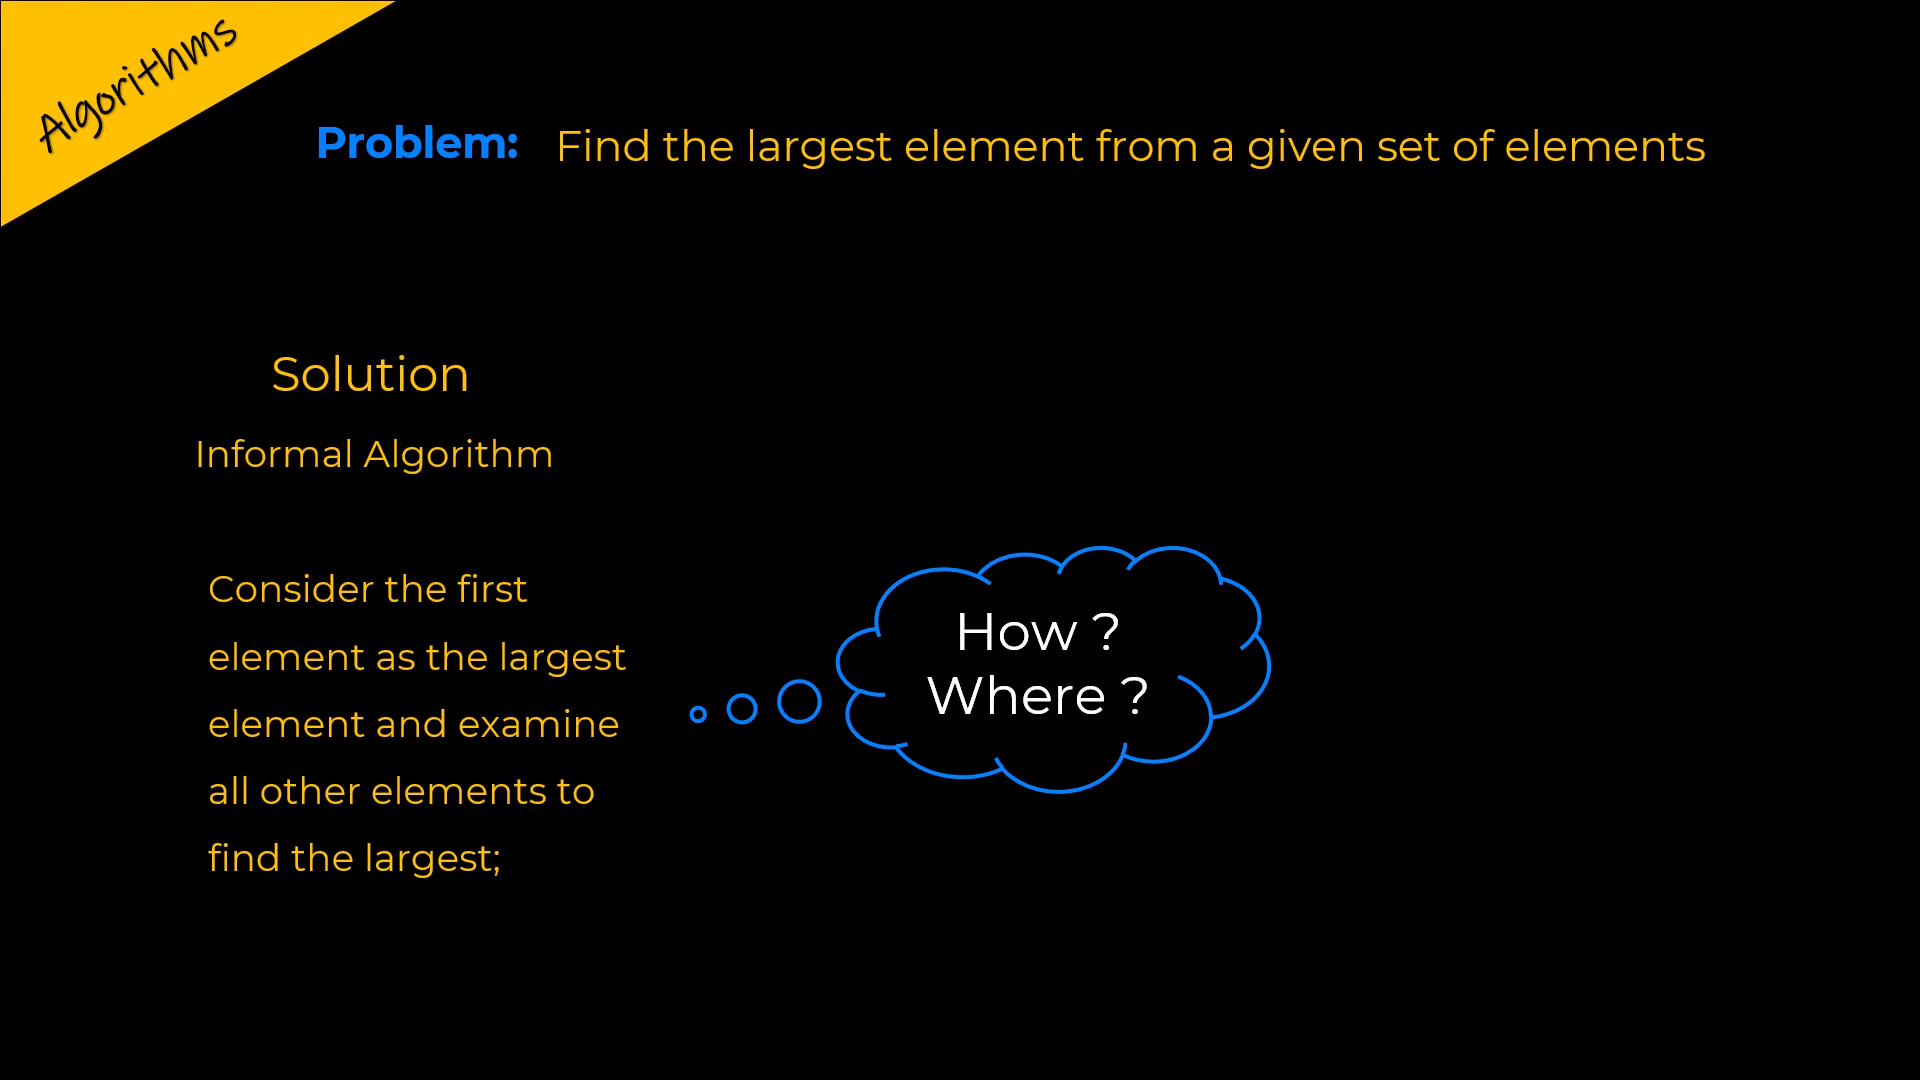 Algorithms
Problem: Find the largest element from a given set of elements
Solution
Informal Algorithm
Consider the first
element as the largest
element and examine
all other elements to
find the largest;
How ?
Where ?